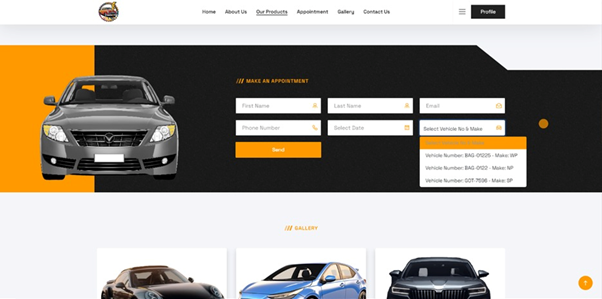 Home About Us Our Products Appointment Gallery Contact Us Profile
MAKE AN APPOINTMENT
First Name Last Name Email
Phone Number Select Date Select Vehicle No & Make
Send
Vehicle Number: BAG-01225 - Make: WP
Vehicle Number: BAG-0122 - Make: NP
Vehicle Number: GOT-7596 - Make: SP
GALLERY